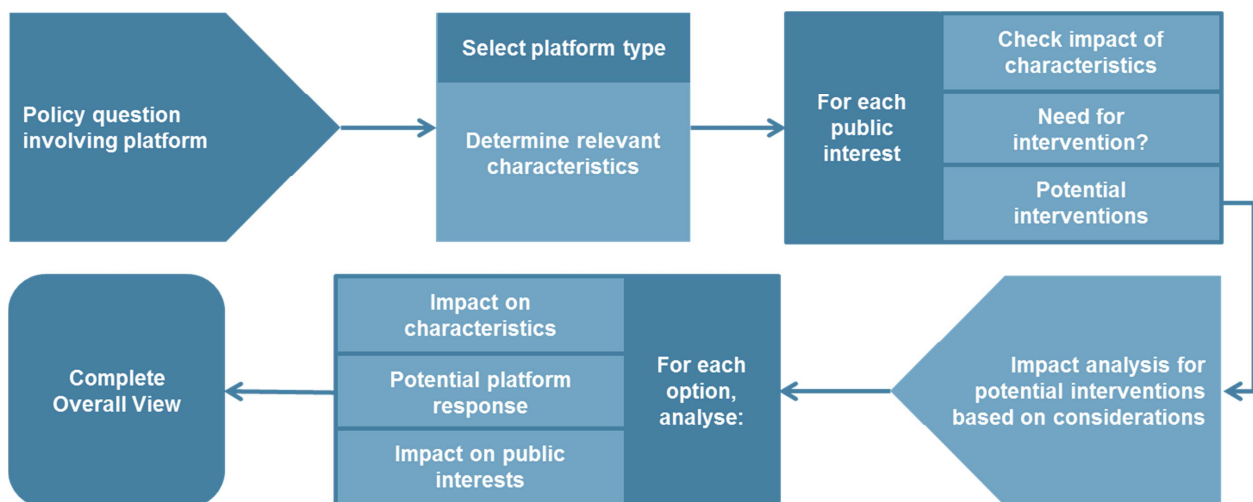 Policy question
involving platform
Select platform type
Determine relevant
characteristics
For each
public
interest
Check impact of
characteristics
Need for
intervention?
Potential
interventions
Impact analysis for
potential interventions
based on considerations
For each
option,
analyse:
Impact on
characteristics
Potential platform
response
Impact on public
interests
Complete
Overall View